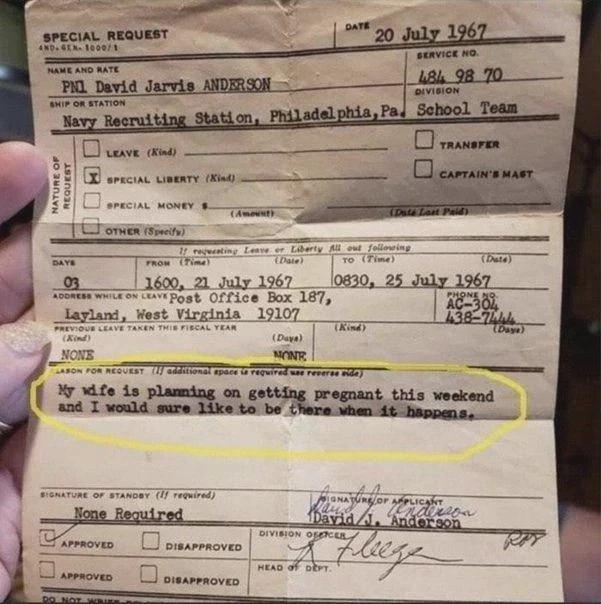 SPECIAL REQUEST
DATE 20 July 1967
NAME AND RATE
SERVICE NO.
PN1 David Jarvis ANDERSON
484 98 70
SHIP OR STATION
DIVISION
Navy Recruiting Station, Philadelphia,Pa. School Team
NATURE OF REQUEST
LEAVE (Kind)
TRANSFER
X SPECIAL LIBERTY (Kind)
CAPTAIN'S MAST
SPECIAL MONEY $
(Amount) (Date Last Paid)
OTHER (Specify)
If requesting Leave or Liberty fill out following
DAYS FROM (Time) (Date) TO (Time) (Date)
03 1600, 21 July 1967 0830, 25 July 1967
ADDRESS WHILE ON LEAVE Post Office Box 187, PHONE NO.
AC-304
Layland, West Virginia 19107 438-7444
PREVIOUS LEAVE TAKEN THIS FISCAL YEAR
(Kind) (Days) (Kind) (Days)
NONE NONE
REASON FOR REQUEST (If additional space is required use reverse side)
My wife is planning on getting pregnant this weekend
and I would sure like to be there when it happens.
SIGNATURE OF STANDBY (If required) SIGNATURE OF APPLICANT
David J. Anderson
None Required David J. Anderson
APPROVED DISAPPROVED DIVISION OFFICER
APPROVED DISAPPROVED HEAD OF DEPT.